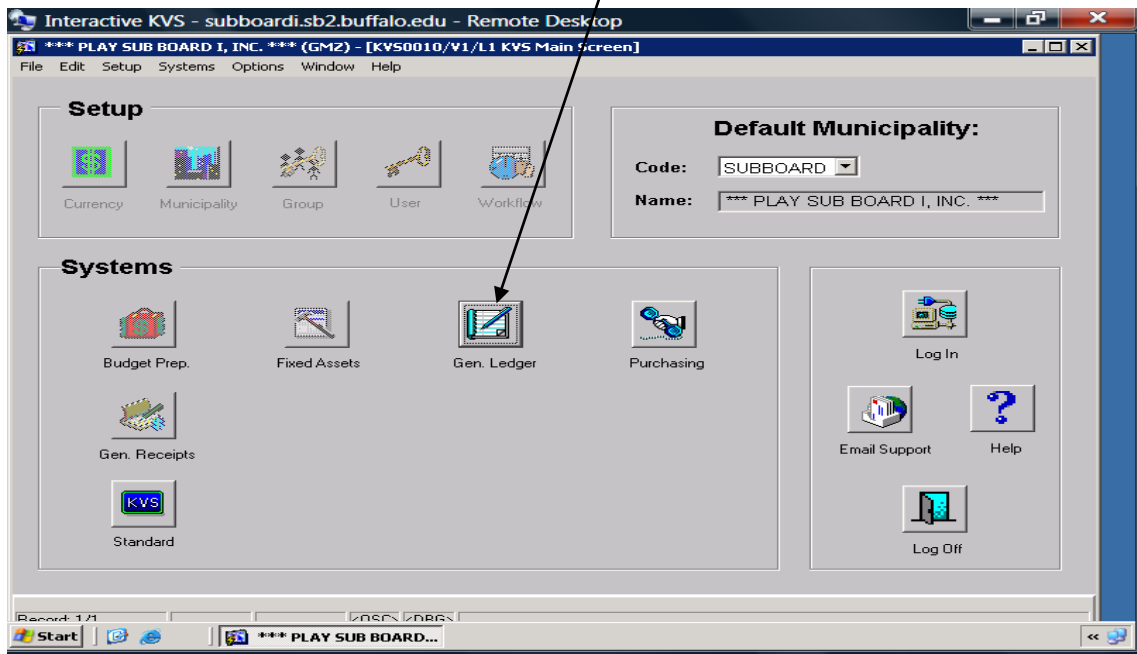 Interactive KVS - subboardi.sb2.buffalo.edu - Remote Desktop
*** PLAY SUB BOARD I, INC. *** (GMZ) - [KVS0010/V1/L1 KVS Main Screen]
File Edit Setup Systems Options Window Help
Setup
Currency Municipality Group User Workflow
Default Municipality:
Code: SUBBOARD
Name: *** PLAY SUB BOARD I, INC. ***
Systems
Budget Prep. Fixed Assets Gen. Ledger Purchasing
Gen. Receipts
KVS
Standard
Log In
Email Support Help
Log Off
Record: 1/1 <OSC> <DBG>
Start *** PLAY SUB BOARD...